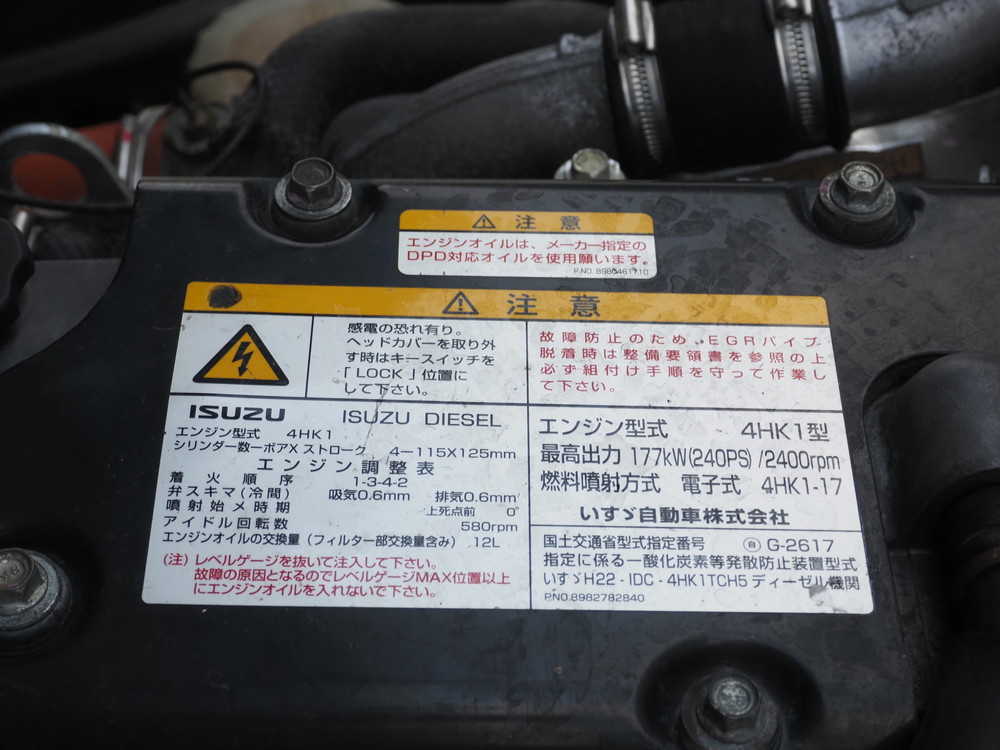 ⚠ 注意
エンジンオイルは、メーカー指定の
DPD対応オイルを使用願います。
P.NO. 8980461710
⚠ 注意
感電の恐れ有り。
ヘッドカバーを取り外
す時はキースイッチを
「LOCK」位置に
して下さい。
故障防止のため、EGRパイプ
脱着時は整備要領書を参照の上
必ず組付け手順を守って作業し
て下さい。
ISUZU ISUZU DIESEL
エンジン型式 4HK1
シリンダー数ーボアX ストローク 4-115X125mm
エンジン調整表
着火順序 1-3-4-2
弁スキマ(冷間) 吸気0.6mm 排気0.6mm
噴射始メ時期 上死点前 0°
アイドル回転数 580rpm
エンジンオイルの交換量(フィルター部交換量含み) 12L
(注) レベルゲージを抜いて注入して下さい。
故障の原因となるのでレベルゲージMAX位置以上
にエンジンオイルを入れないで下さい。
エンジン型式 4HK1型
最高出力 177kW(240PS)/2400rpm
燃料噴射方式 電子式 4HK1-17
いすゞ自動車株式会社
国土交通省型式指定番号 ㊂ G-2617
指定に係る一酸化炭素等発散防止装置型式
いすゞH22-IDC-4HK1TCH5 ディーゼル機関
P.NO.8982782840